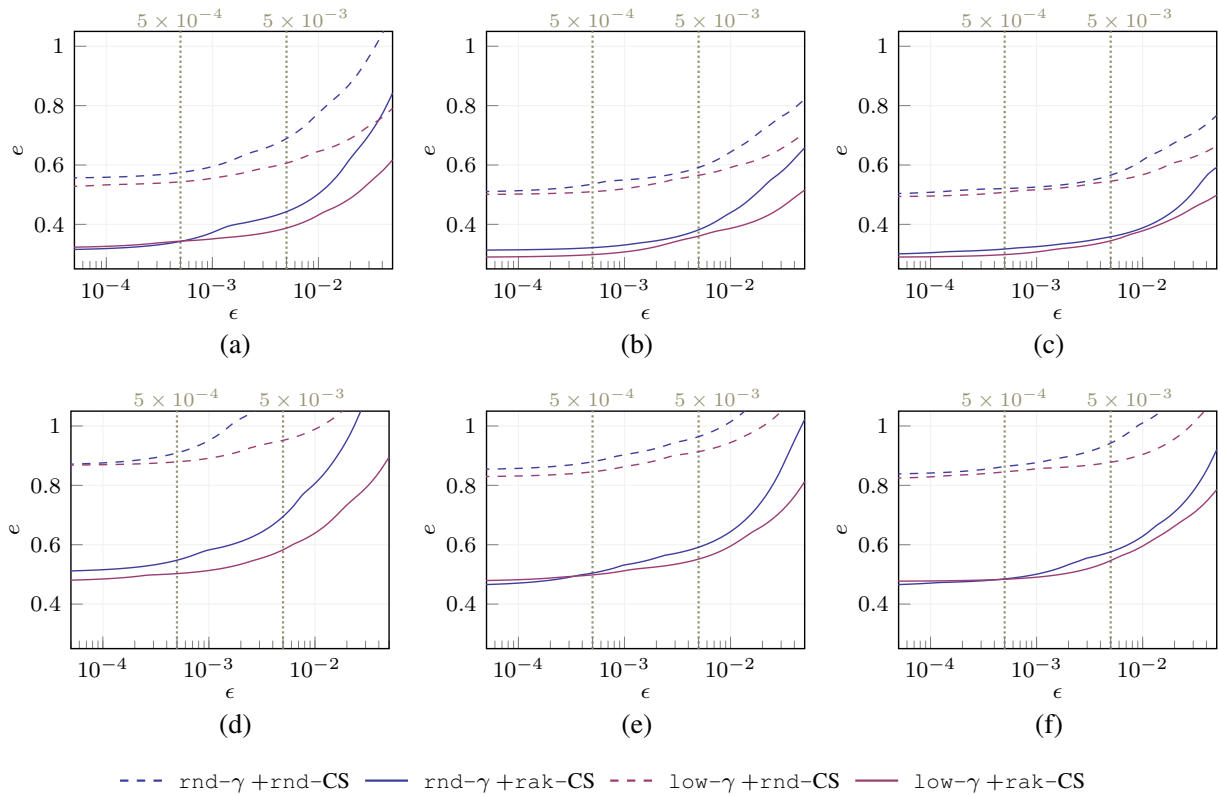 5 × 10⁻⁴ 5 × 10⁻³ 5 × 10⁻⁴ 5 × 10⁻³ 5 × 10⁻⁴ 5 × 10⁻³
1 1 1
0.8 0.8 0.8
e 0.6 e 0.6 e 0.6
0.4 0.4 0.4
10⁻⁴ 10⁻³ 10⁻² 10⁻⁴ 10⁻³ 10⁻² 10⁻⁴ 10⁻³ 10⁻²
ϵ ϵ ϵ
(a) (b) (c)
5 × 10⁻⁴ 5 × 10⁻³ 5 × 10⁻⁴ 5 × 10⁻³ 5 × 10⁻⁴ 5 × 10⁻³
1 1 1
0.8 0.8 0.8
e 0.6 e 0.6 e 0.6
0.4 0.4 0.4
10⁻⁴ 10⁻³ 10⁻² 10⁻⁴ 10⁻³ 10⁻² 10⁻⁴ 10⁻³ 10⁻²
ϵ ϵ ϵ
(d) (e) (f)
rnd-γ +rnd-CS rnd-γ +rak-CS low-γ +rnd-CS low-γ +rak-CS